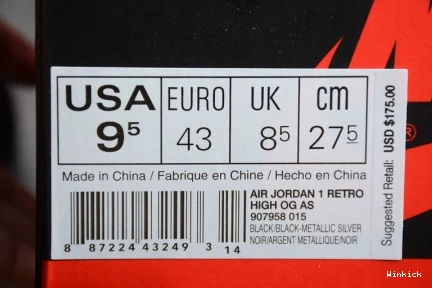 USA EURO UK cm
9⁵ 43 8⁵ 27⁵
Made in China / Fabrique en Chine / Hecho en China
AIR JORDAN 1 RETRO
HIGH OG AS
907958 015
BLACK/BLACK-METALLIC SILVER
NOIR/ARGENT METALLIQUE/NOIR
8 87224 43249 3 14
Suggested Retail: USD $175.00
®
Winkick